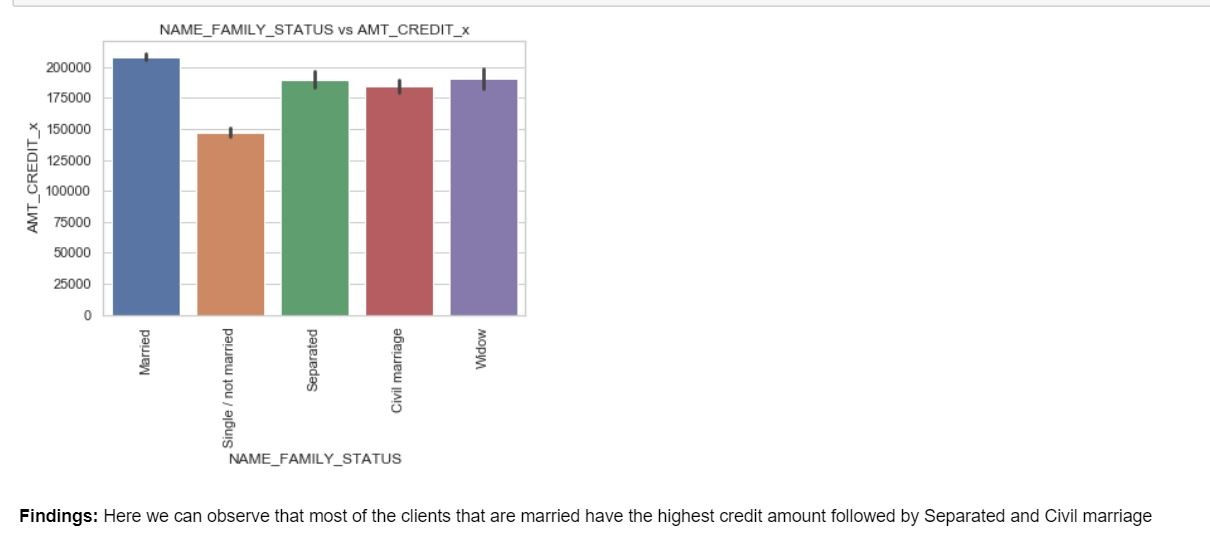 NAME_FAMILY_STATUS vs AMT_CREDIT_x
200000
175000
150000
125000
100000
75000
50000
25000
0
AMT_CREDIT_x
Married
Single / not married
Separated
Civil marriage
Widow
NAME_FAMILY_STATUS
Findings: Here we can observe that most of the clients that are married have the highest credit amount followed by Separated and Civil marriage